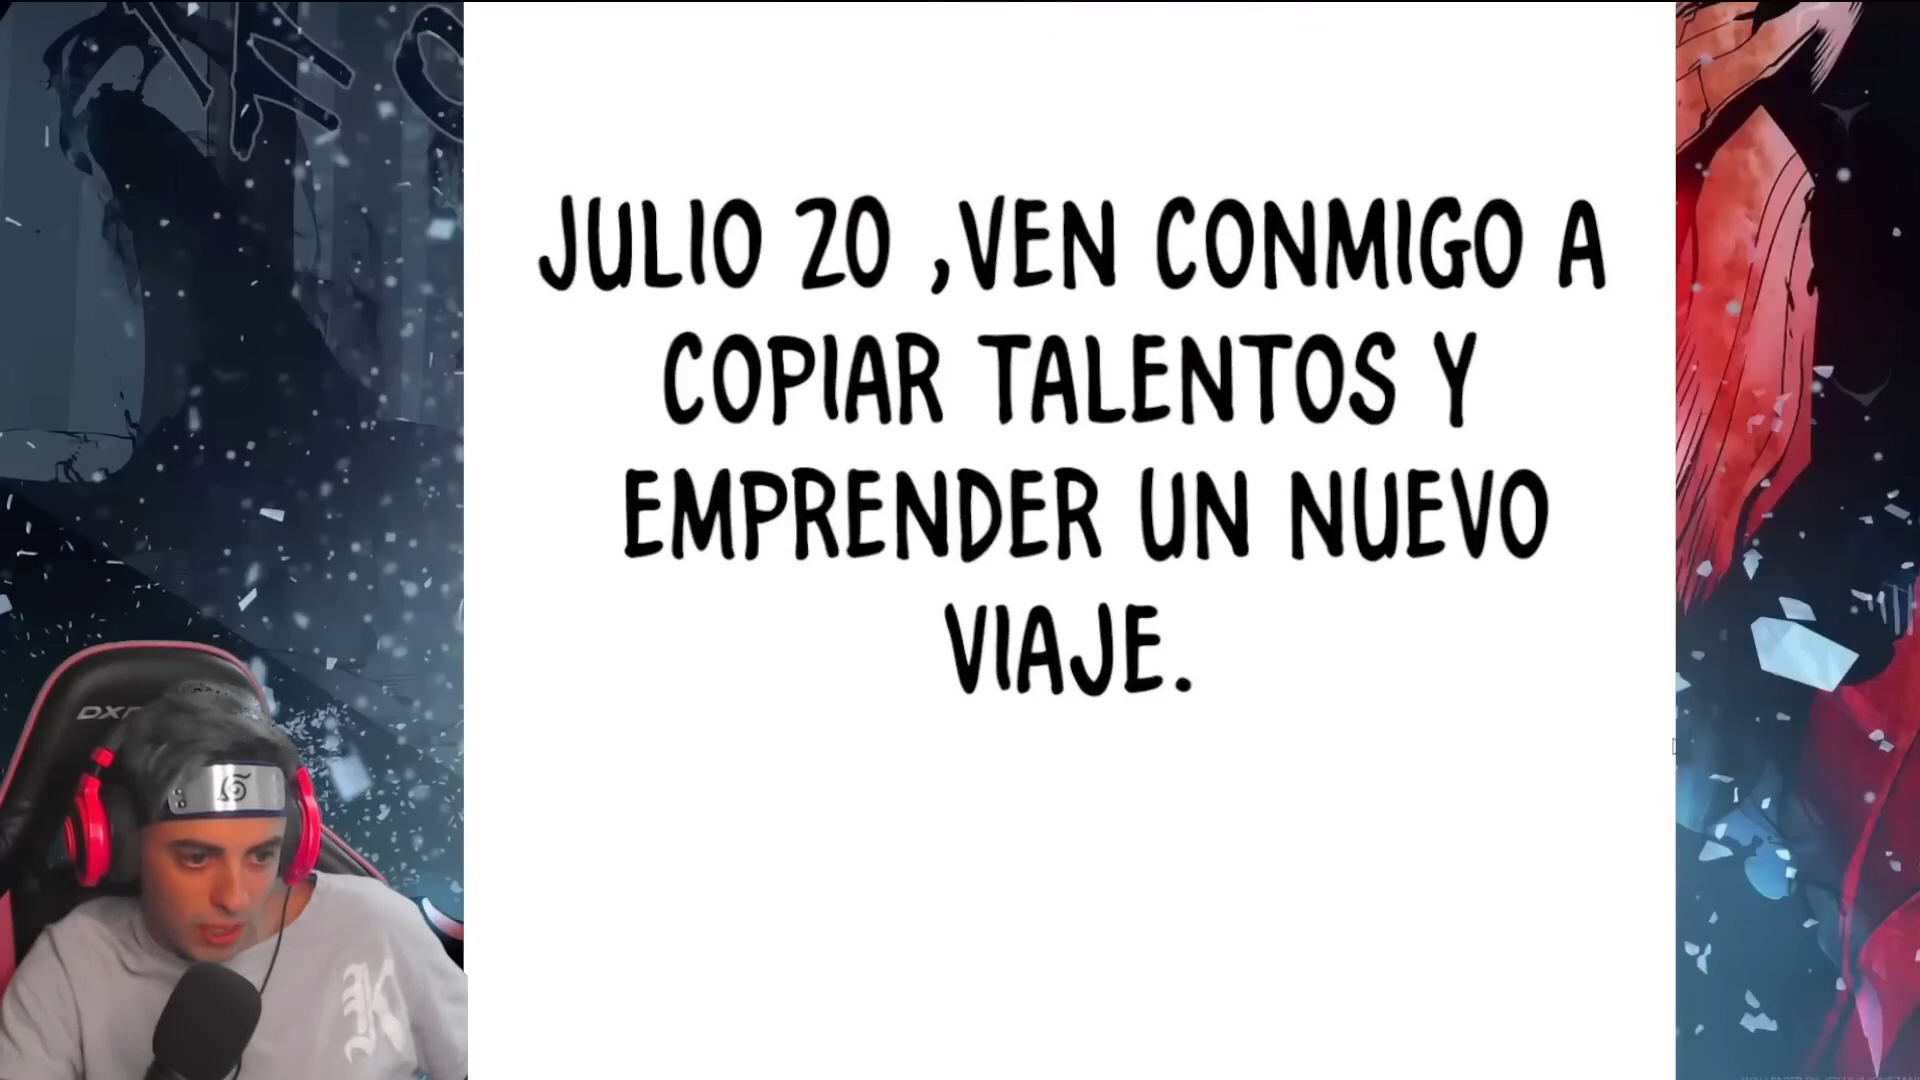 JULIO 20 ,VEN CONMIGO A
COPIAR TALENTOS Y
EMPRENDER UN NUEVO
VIAJE.
K